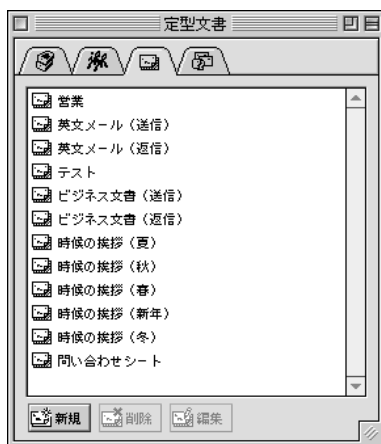 定型文書
営業
英文メール（送信）
英文メール（返信）
テスト
ビジネス文書（送信）
ビジネス文書（返信）
時候の挨拶（夏）
時候の挨拶（秋）
時候の挨拶（春）
時候の挨拶（新年）
時候の挨拶（冬）
問い合わせシート
新規 削除 編集